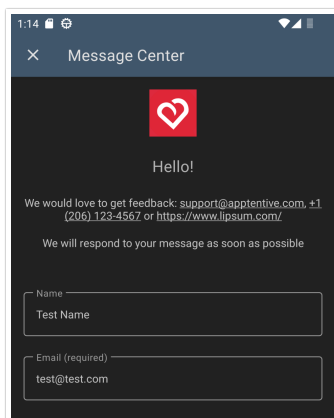 1:14
Message Center
Hello!
We would love to get feedback: support@apptentive.com, +1
(206) 123-4567 or https://www.lipsum.com/
We will respond to your message as soon as possible
Name
Test Name
Email (required)
test@test.com